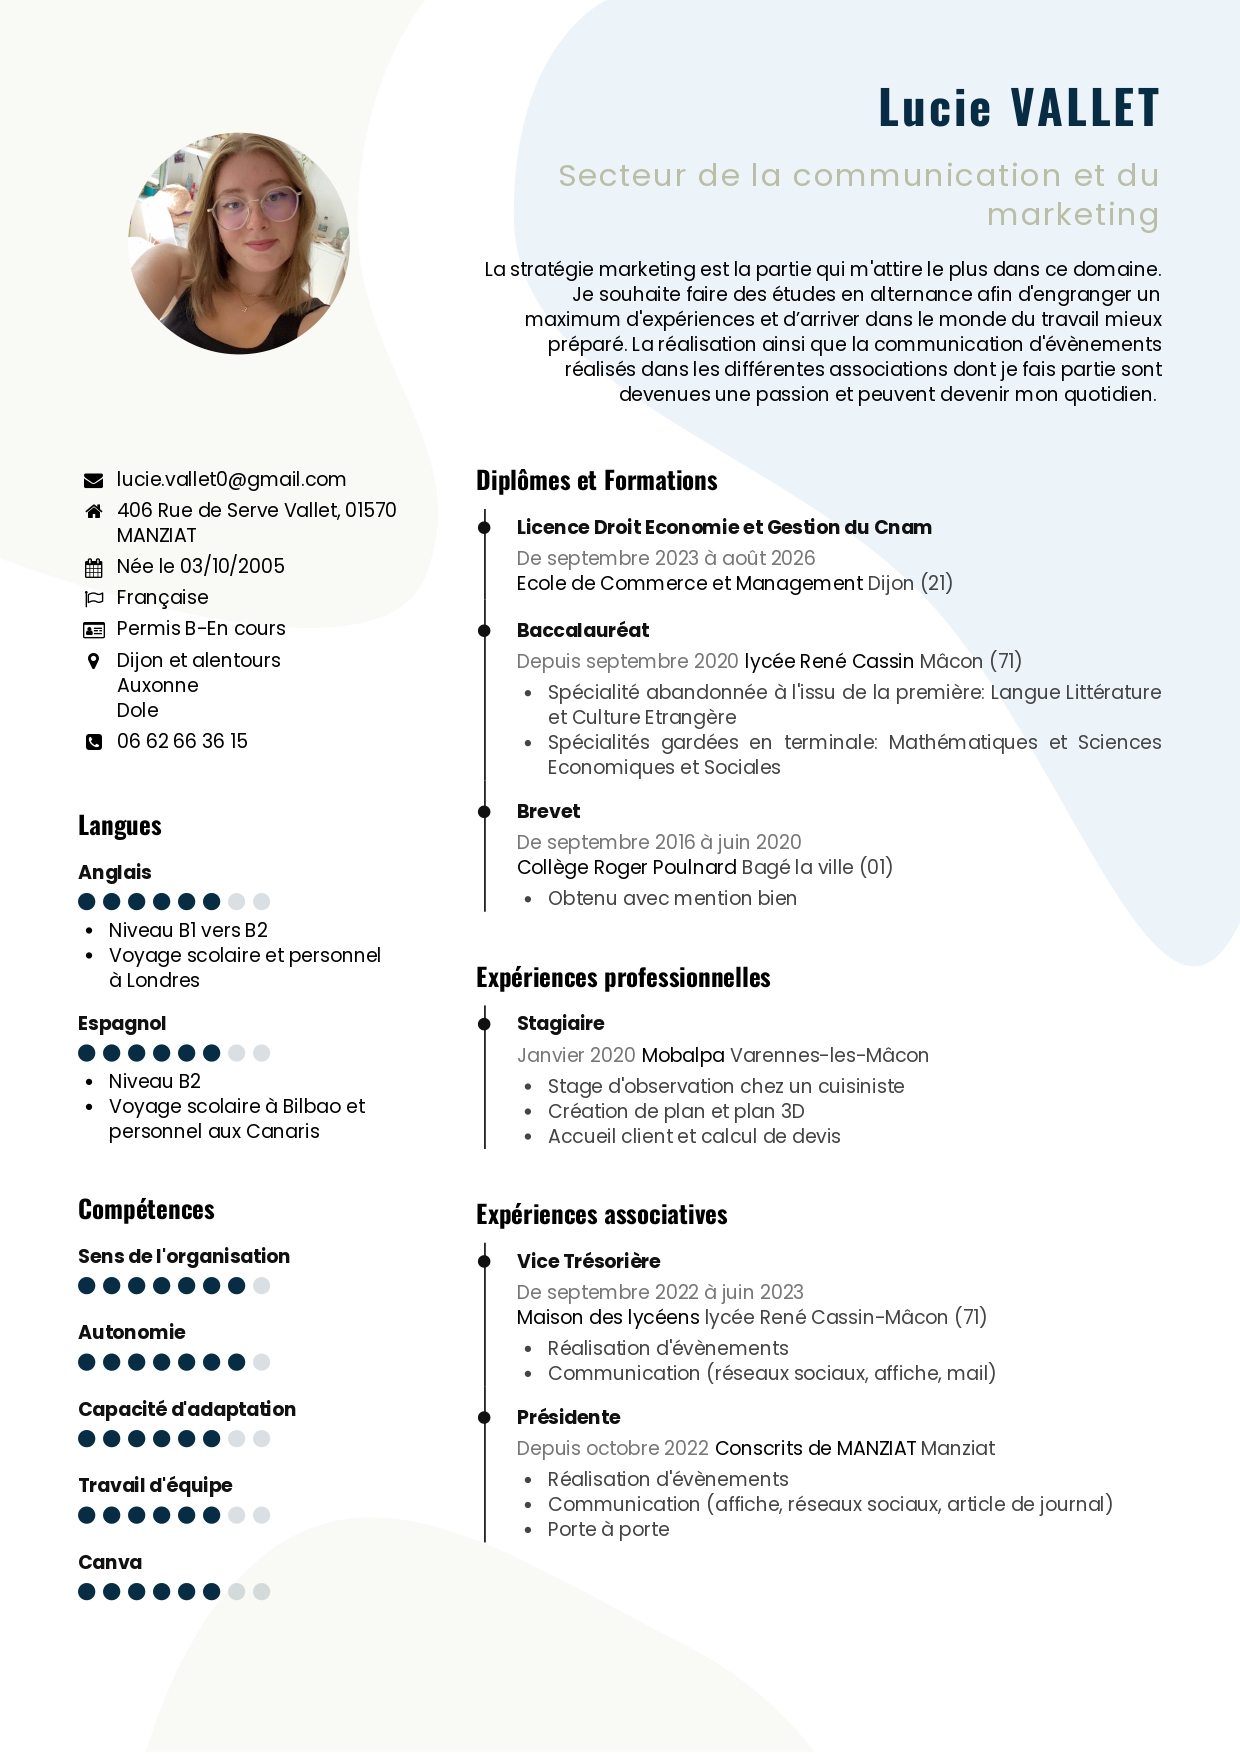 Lucie VALLET
Secteur de la communication et du
marketing
La stratégie marketing est la partie qui m'attire le plus dans ce domaine.
Je souhaite faire des études en alternance afin d'engranger un
maximum d'expériences et d’arriver dans le monde du travail mieux
préparé. La réalisation ainsi que la communication d'évènements
réalisés dans les différentes associations dont je fais partie sont
devenues une passion et peuvent devenir mon quotidien.
lucie.vallet0@gmail.com
406 Rue de Serve Vallet, 01570
MANZIAT
Née le 03/10/2005
Française
Permis B-En cours
Dijon et alentours
Auxonne
Dole
06 62 66 36 15
Langues
Anglais
• Niveau B1 vers B2
• Voyage scolaire et personnel
à Londres
Espagnol
• Niveau B2
• Voyage scolaire à Bilbao et
personnel aux Canaris
Compétences
Sens de l'organisation
Autonomie
Capacité d'adaptation
Travail d'équipe
Canva
Diplômes et Formations
Licence Droit Economie et Gestion du Cnam
De septembre 2023 à août 2026
Ecole de Commerce et Management Dijon (21)
Baccalauréat
Depuis septembre 2020 lycée René Cassin Mâcon (71)
• Spécialité abandonnée à l'issu de la première: Langue Littérature
et Culture Etrangère
• Spécialités gardées en terminale: Mathématiques et Sciences
Economiques et Sociales
Brevet
De septembre 2016 à juin 2020
Collège Roger Poulnard Bagé la ville (01)
• Obtenu avec mention bien
Expériences professionnelles
Stagiaire
Janvier 2020 Mobalpa Varennes-les-Mâcon
• Stage d'observation chez un cuisiniste
• Création de plan et plan 3D
• Accueil client et calcul de devis
Expériences associatives
Vice Trésorière
De septembre 2022 à juin 2023
Maison des lycéens lycée René Cassin-Mâcon (71)
• Réalisation d'évènements
• Communication (réseaux sociaux, affiche, mail)
Présidente
Depuis octobre 2022 Conscrits de MANZIAT Manziat
• Réalisation d'évènements
• Communication (affiche, réseaux sociaux, article de journal)
• Porte à porte